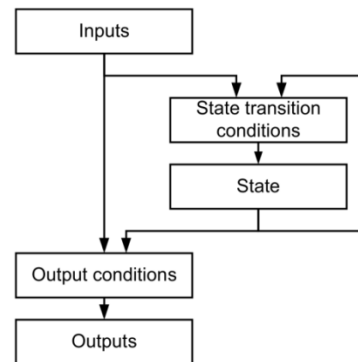 Inputs
State transition
conditions
State
Output conditions
Outputs